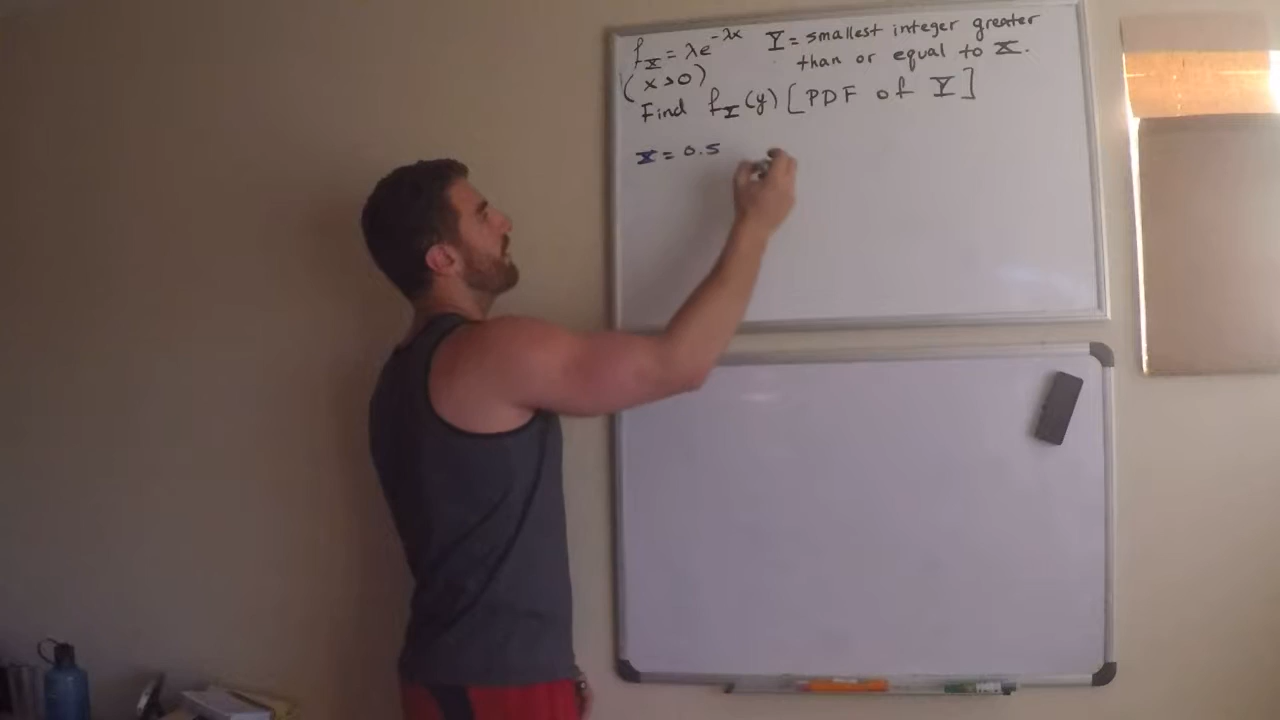 f_X = λe^{-λx} Y = smallest integer greater
(x>0) than or equal to X.
Find f_Y(y) [PDF of Y]
X = 0.5